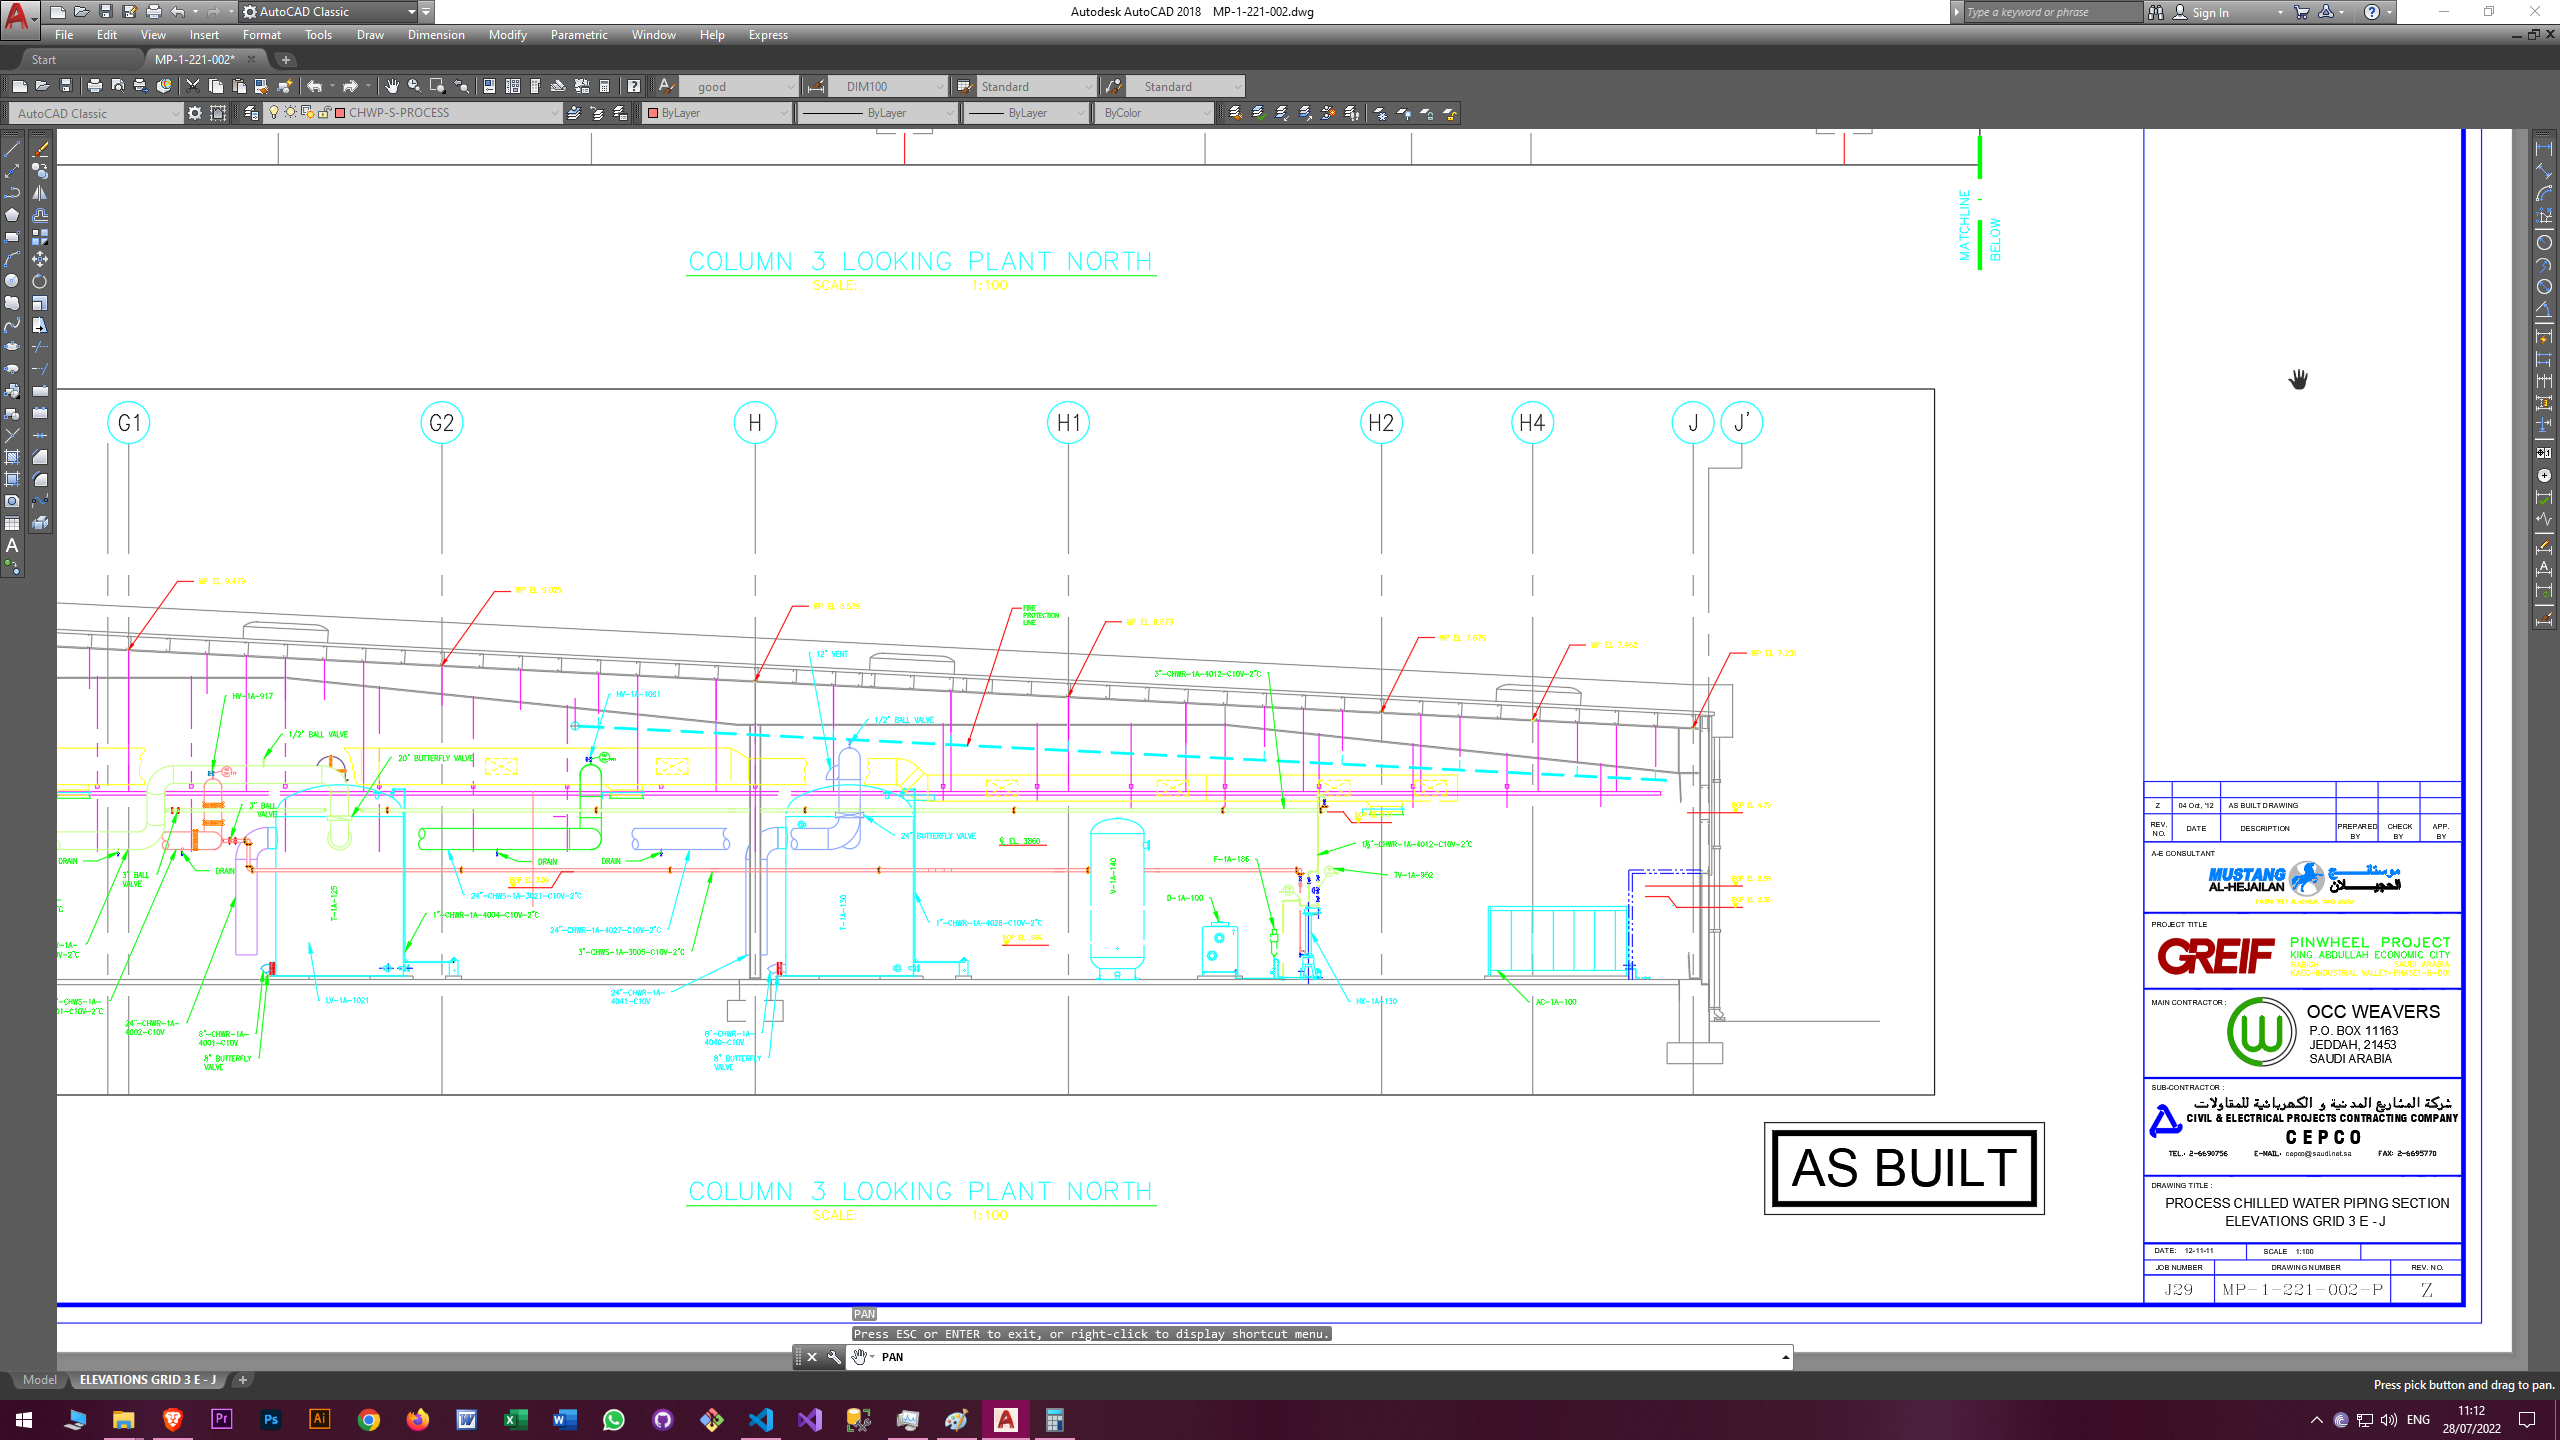 AutoCAD Classic
Autodesk AutoCAD 2018 MP-1-221-002.dwg
Type a keyword or phrase
Sign In
File Edit View Insert Format Tools Draw Dimension Modify Parametric Window Help Express
Start
MP-1-221-002*
good
DIM100
Standard
Standard
AutoCAD Classic
CHWP-S-PROCESS
ByLayer
ByLayer
ByLayer
ByColor
MATCHLINE
BELOW
COLUMN 3 LOOKING PLANT NORTH
SCALE: 1:100
G1 G2 H H1 H2 H4 J J'
FIRE
PROTECTION
LINE
12" VENT
3"-CHWR-1A-4012-C10V-2"C
HV-1A-917
HV-1A-1061
1/2" BALL VALVE
1/2" BALL VALVE
20" BUTTERFLY VALVE
3" BALL
VALVE
24" BUTTERFLY VALVE
DRAIN
DRAIN
DRAIN
DRAIN
3" BALL
VALVE
V-1A-140
F-1A-186
TV-1A-962
T-1A-125
T-1A-130
D-1A-100
24"-CHWS-1A-3021-C10V-2"C
1"-CHWR-1A-4004-C10V-2"C
24"-CHWR-1A-4027-C10V-2"C
1"-CHWR-1A-4028-C10V-2"C
3"-CHWS-1A-3005-C10V-2"C
24"-CHWR-1A-
4041-C10V
LV-1A-1021
HX-1A-130
AC-1A-100
24"-CHWR-1A-
4002-C10V
8"-CHWR-1A-
4001-C10V
8" BUTTERFLY
VALVE
8"-CHWR-1A-
4040-C10V
8" BUTTERFLY
VALVE
COLUMN 3 LOOKING PLANT NORTH
SCALE: 1:100
AS BUILT
Z 04 Oct, '12 AS BUILT DRAWING
REV. NO. DATE DESCRIPTION PREPARED BY CHECK BY APP. BY
A-E CONSULTANT
MUSTANG
AL-HEJAILAN
موستانج
الحجيلان
PROJECT TITLE
GREIF
PINWHEEL PROJECT
KING ABDULLAH ECONOMIC CITY
RABIGH SAUDI ARABIA
MAIN CONTRACTOR :
OCC WEAVERS
P.O. BOX 11163
JEDDAH, 21453
SAUDI ARABIA
SUB-CONTRACTOR :
شركة المشاريع المدنية و الكهربائية للمقاولات
CIVIL & ELECTRICAL PROJECTS CONTRACTING COMPANY
CEPCO
TEL.: 2-6690756 E-MAIL: cepco@saudi.net.sa FAX: 2-6695770
DRAWING TITLE :
PROCESS CHILLED WATER PIPING SECTION
ELEVATIONS GRID 3 E - J
DATE: 12-11-11 SCALE 1:100
JOB NUMBER DRAWING NUMBER REV. NO.
J29 MP-1-221-002-P Z
PAN
Press ESC or ENTER to exit, or right-click to display shortcut menu.
PAN
Model
ELEVATIONS GRID 3 E - J
Press pick button and drag to pan.
ENG
11:12
28/07/2022